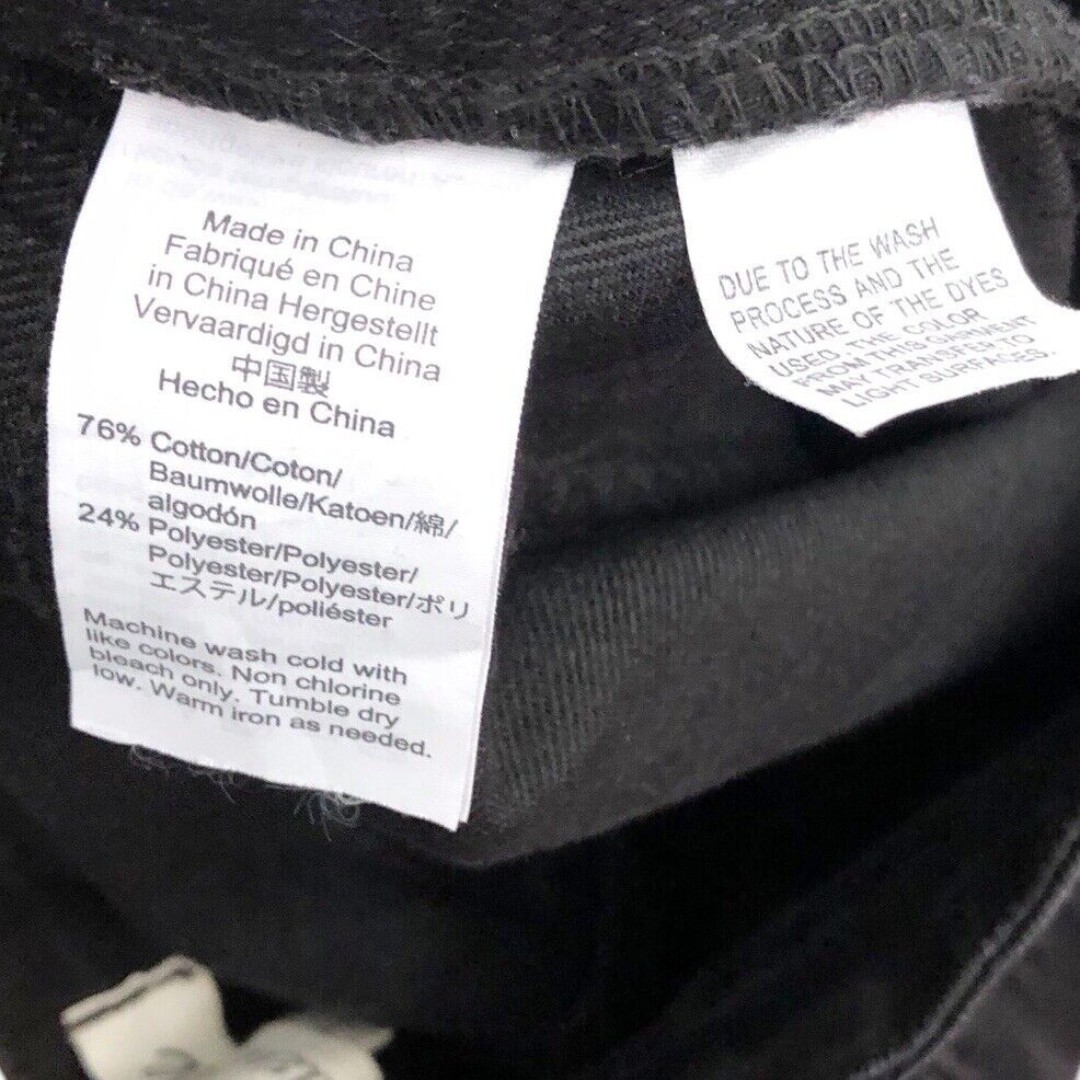 Made in China
Fabriqué en Chine
in China Hergestellt
Vervaardigd in China
中国製
Hecho en China
76% Cotton/Coton/
Baumwolle/Katoen/綿/
algodón
24% Polyester/Polyester/
Polyester/Polyester/ポリ
エステル/poliéster
Machine wash cold with
like colors. Non chlorine
bleach only. Tumble dry
low. Warm iron as needed.
DUE TO THE WASH
PROCESS AND THE
NATURE OF THE DYES
USED, THE COLOR
FROM THIS GARMENT
MAY TRANSFER TO
LIGHT SURFACES.